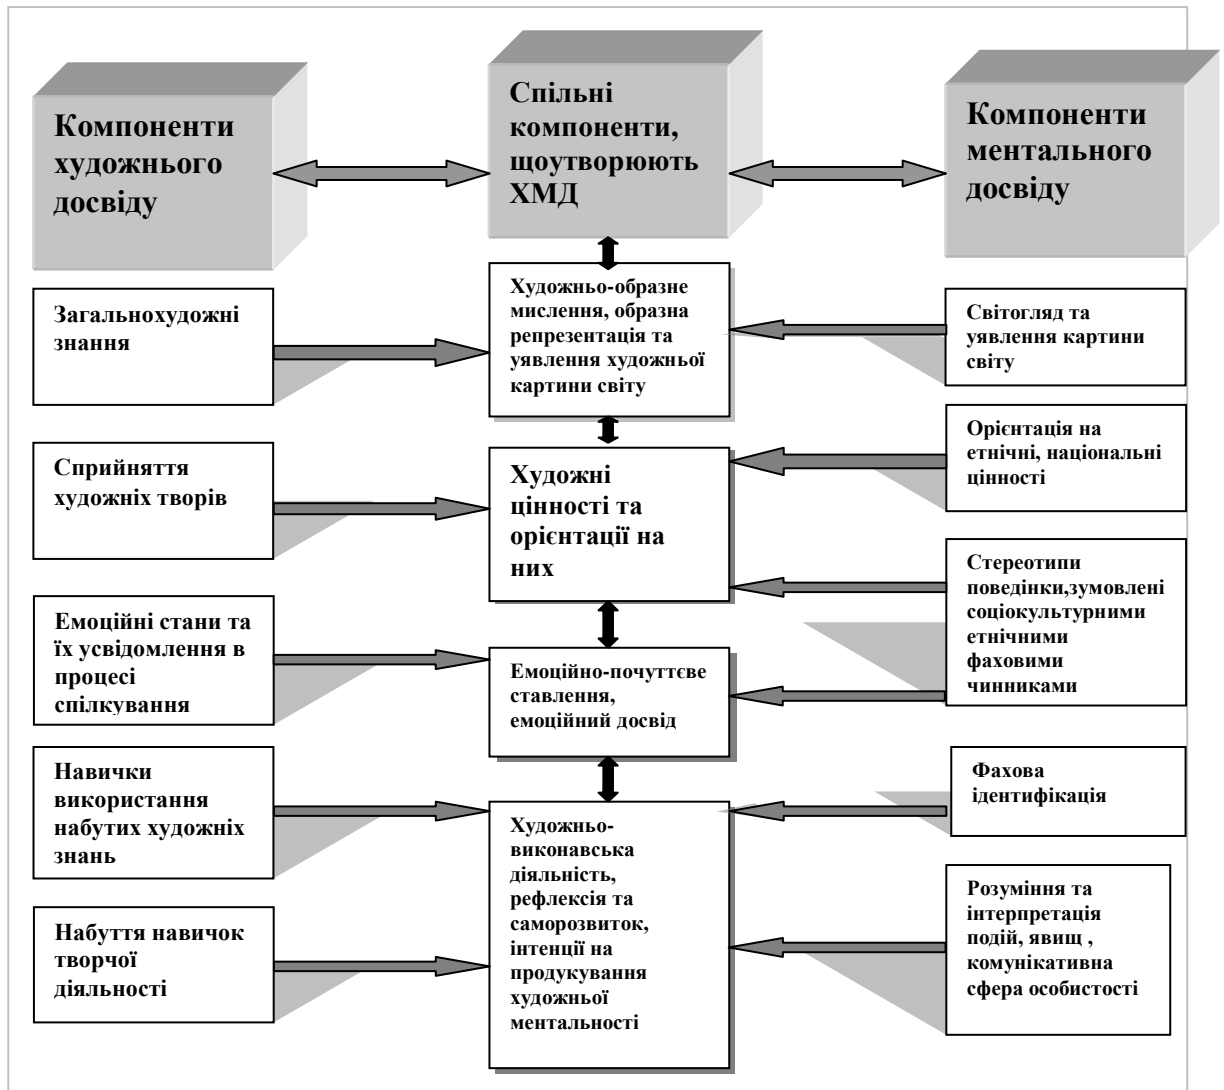 Компоненти
художнього
досвіду
Спільні
компоненти,
щоутворюють
ХМД
Компоненти
ментального
досвіду
Загальнохудожні
знання
Художньо-образне
мислення, образна
репрезентація та
уявлення художньої
картини світу
Світогляд та
уявлення картини
світу
Сприйняття
художніх творів
Художні
цінності та
орієнтації на
них
Орієнтація на
етнічні, національні
цінності
Стереотипи
поведінки,зумовлені
соціокультурними
етнічними
фаховими
чинниками
Емоційні стани та
їх усвідомлення в
процесі
спілкування
Емоційно-почуттєве
ставлення,
емоційний досвід
Навички
використання
набутих художніх
знань
Художньо-
виконавська
діяльність,
рефлексія та
саморозвиток,
інтенції на
продукування
художньої
ментальності
Фахова
ідентифікація
Набуття навичок
творчої
діяльності
Розуміння та
інтерпретація
подій, явищ ,
комунікативна
сфера особистості